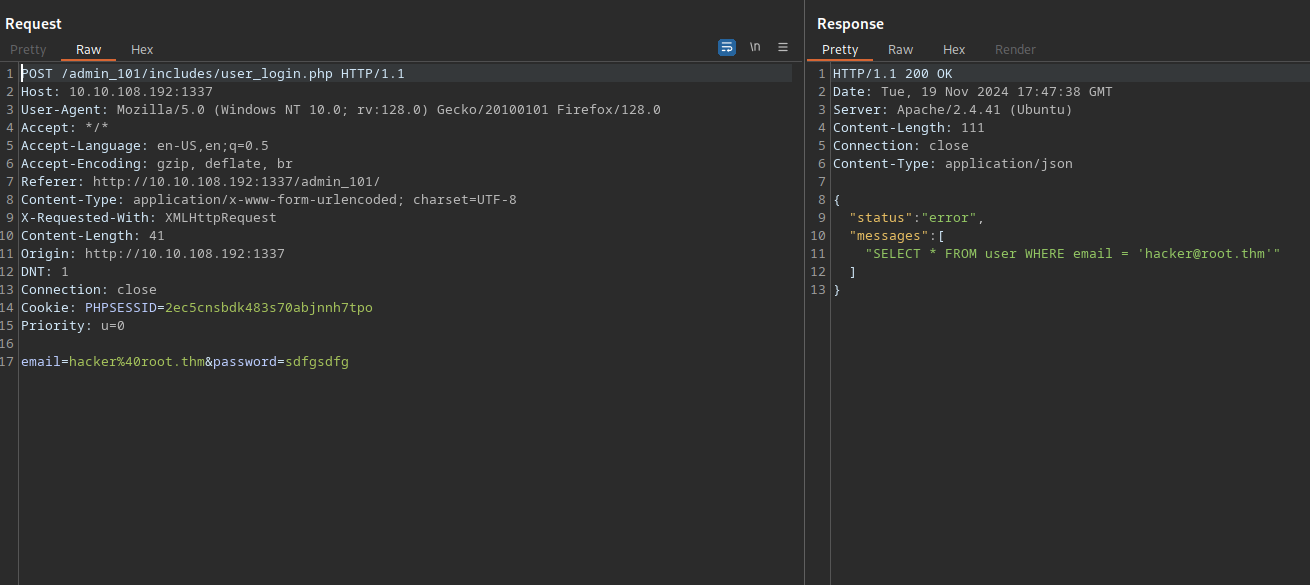 Request
Pretty Raw Hex
\n
1 POST /admin_101/includes/user_login.php HTTP/1.1
2 Host: 10.10.108.192:1337
3 User-Agent: Mozilla/5.0 (Windows NT 10.0; rv:128.0) Gecko/20100101 Firefox/128.0
4 Accept: */*
5 Accept-Language: en-US,en;q=0.5
6 Accept-Encoding: gzip, deflate, br
7 Referer: http://10.10.108.192:1337/admin_101/
8 Content-Type: application/x-www-form-urlencoded; charset=UTF-8
9 X-Requested-With: XMLHttpRequest
10 Content-Length: 41
11 Origin: http://10.10.108.192:1337
12 DNT: 1
13 Connection: close
14 Cookie: PHPSESSID=2ec5cnsbdk483s70abjnnh7tpo
15 Priority: u=0
16
17 email=hacker%40root.thm&password=sdfgsdfg
Response
Pretty Raw Hex Render
1 HTTP/1.1 200 OK
2 Date: Tue, 19 Nov 2024 17:47:38 GMT
3 Server: Apache/2.4.41 (Ubuntu)
4 Content-Length: 111
5 Connection: close
6 Content-Type: application/json
7
8 {
9 "status":"error",
10 "messages":[
11 "SELECT * FROM user WHERE email = 'hacker@root.thm'"
12 ]
13 }